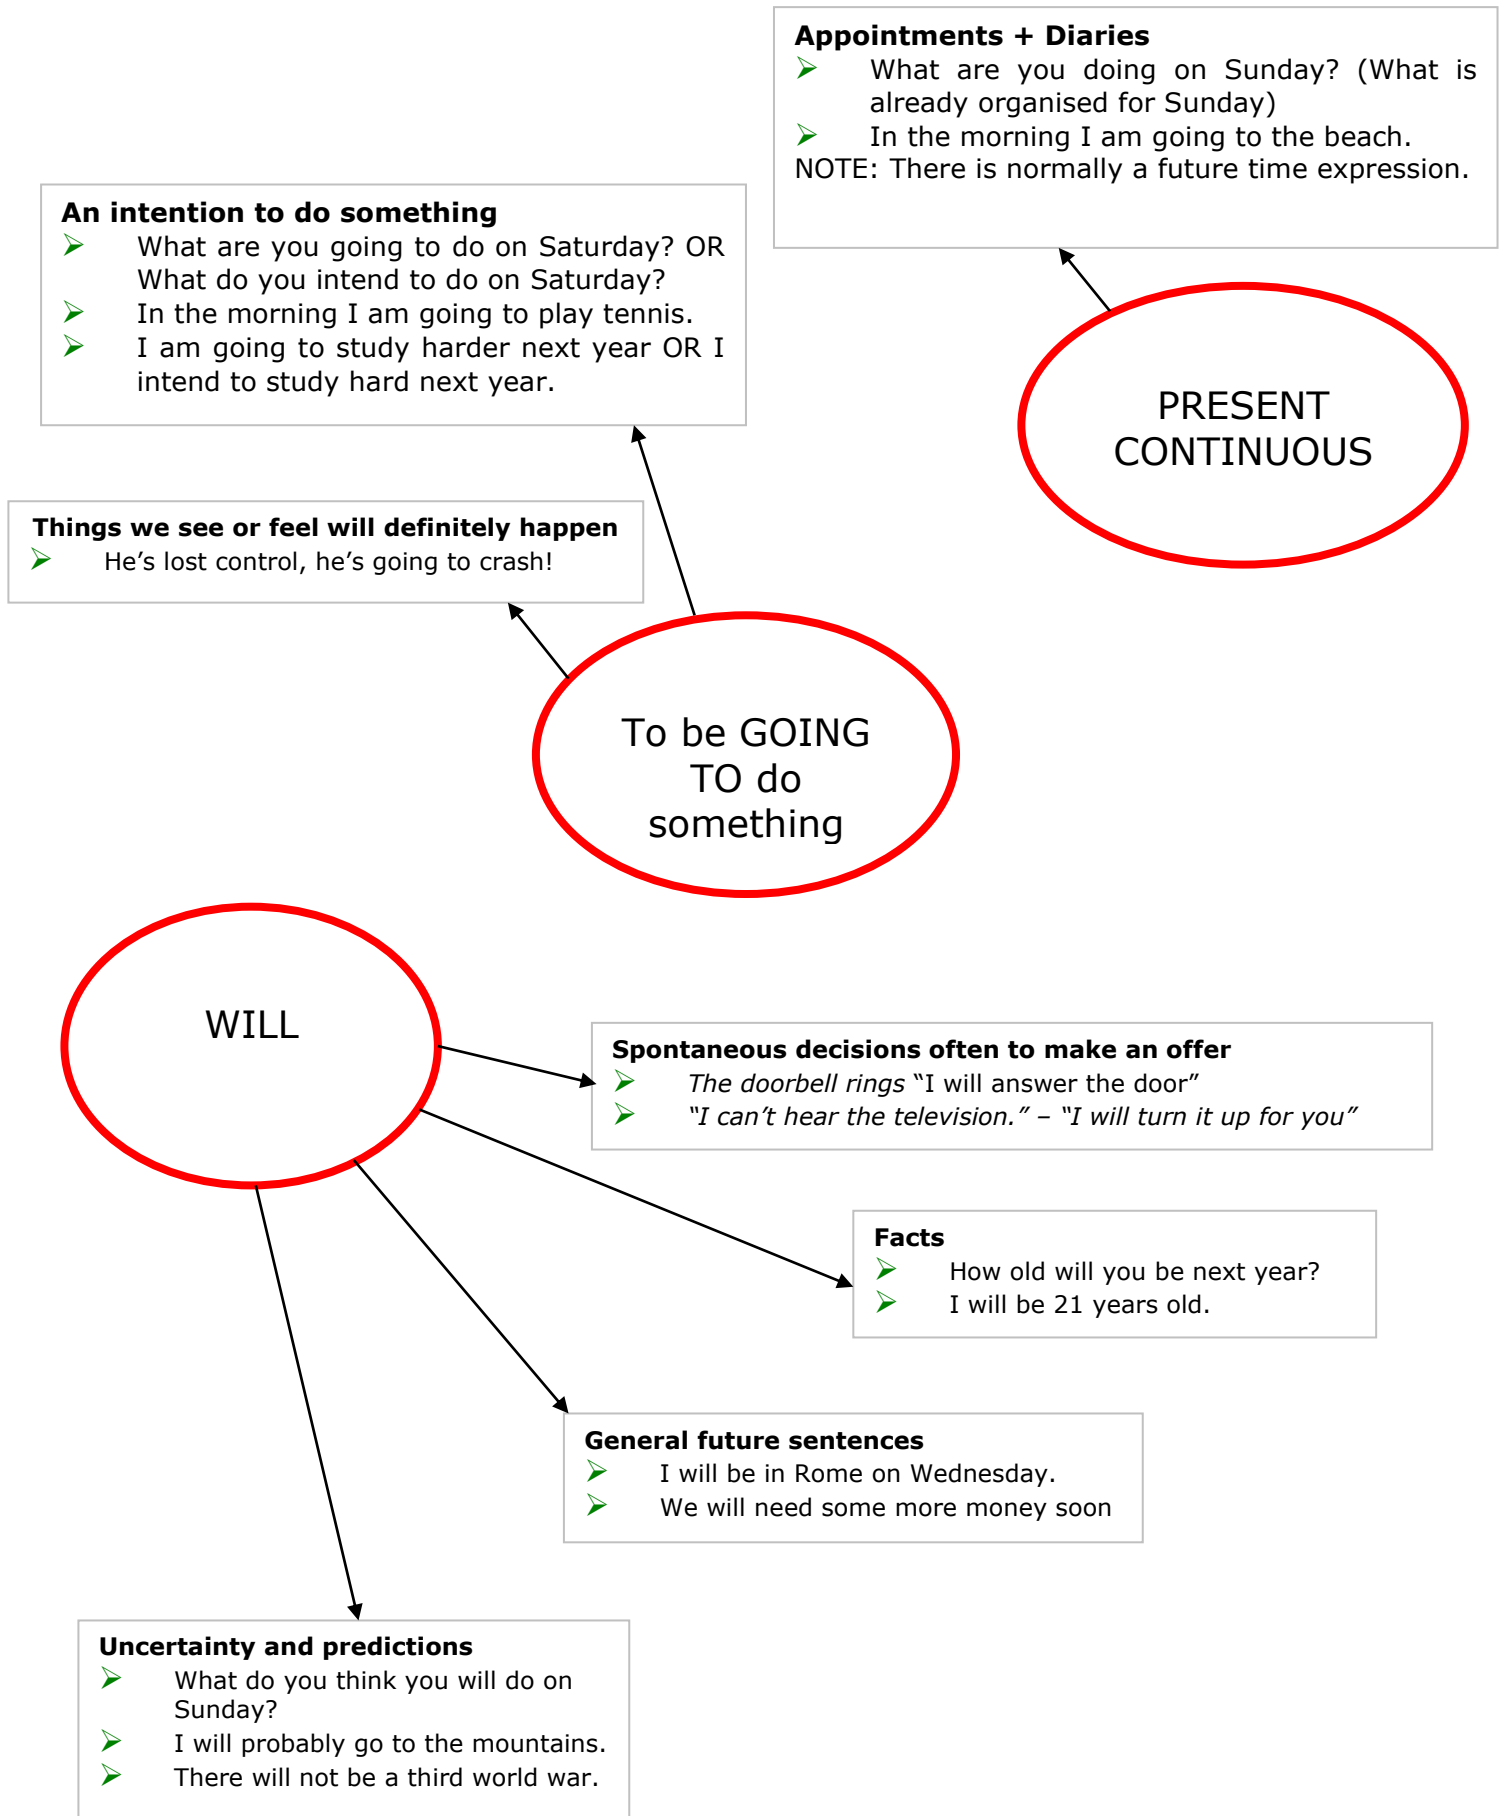 Appointments + Diaries
➢ What are you doing on Sunday? (What is
already organised for Sunday)
➢ In the morning I am going to the beach.
NOTE: There is normally a future time expression.
An intention to do something
➢ What are you going to do on Saturday? OR
What do you intend to do on Saturday?
➢ In the morning I am going to play tennis.
➢ I am going to study harder next year OR I
intend to study hard next year.
PRESENT
CONTINUOUS
Things we see or feel will definitely happen
➢ He’s lost control, he’s going to crash!
To be GOING
TO do
something
WILL
Spontaneous decisions often to make an offer
➢ The doorbell rings “I will answer the door”
➢ “I can’t hear the television.” – “I will turn it up for you”
Facts
➢ How old will you be next year?
➢ I will be 21 years old.
General future sentences
➢ I will be in Rome on Wednesday.
➢ We will need some more money soon
Uncertainty and predictions
➢ What do you think you will do on
Sunday?
➢ I will probably go to the mountains.
➢ There will not be a third world war.